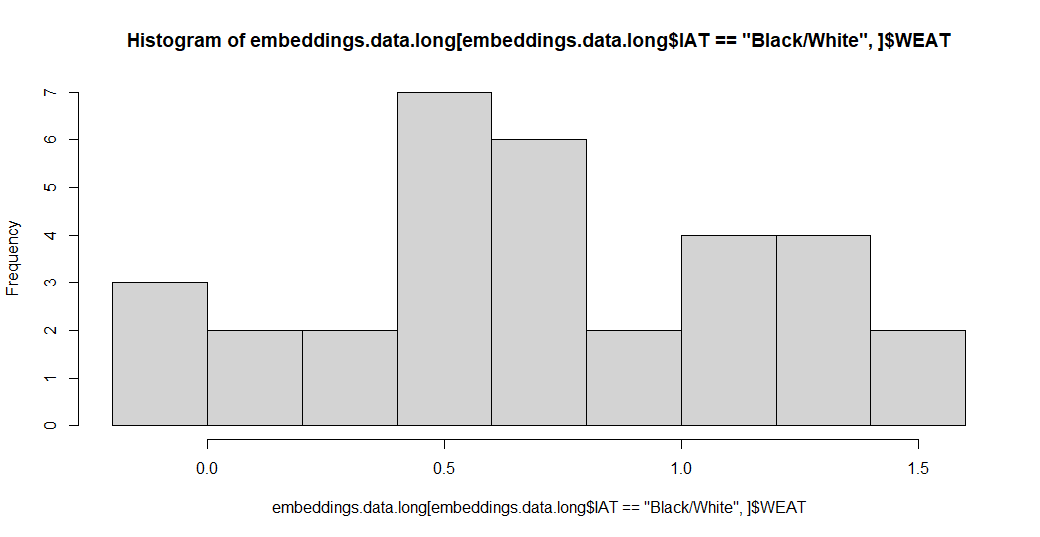 Histogram of embeddings.data.long[embeddings.data.long$IAT == "Black/White", ]$WEAT
7
6
5
4
3
2
1
0
Frequency
0.0 0.5 1.0 1.5
embeddings.data.long[embeddings.data.long$IAT == "Black/White", ]$WEAT